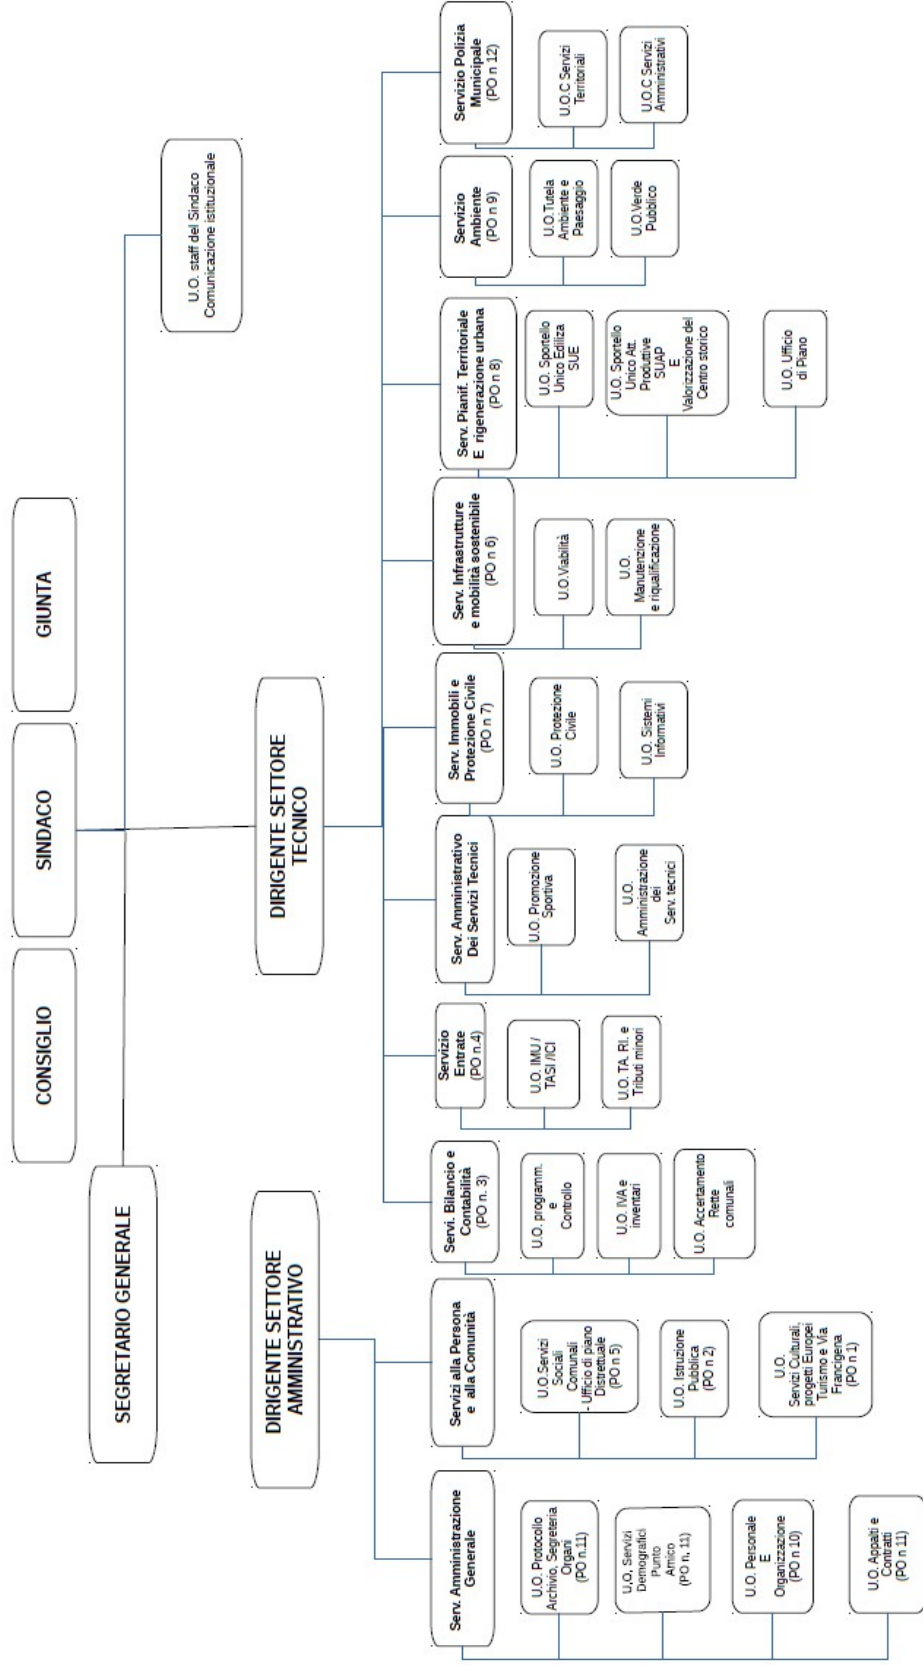 CONSIGLIO
SINDACO
GIUNTA
SEGRETARIO GENERALE
U.O. staff del Sindaco
Comunicazione istituzionale
DIRIGENTE SETTORE
AMMINISTRATIVO
DIRIGENTE SETTORE
TECNICO
Serv. Amministrazione
Generale
U.O. Protocollo
Archivio, Segreteria
Organi
(PO n.11)
U,O, Servizi
Demografici
Punto
Amico
(PO n, 11)
U.O. Personale
E
Organizzazione
(PO n 10)
U.O. Appalti e
Contratti
(PO n 11)
Servizi alla Persona
e alla Comunità
U.O.Servizi
Sociali
Comunali
- Ufficio di piano
Distrettuale
(PO n 5)
U.O. Istruzione
Pubblica
(PO n 2)
U.O.
Servizi Culturali,
progetti Europei
Turismo e Via
Francigena
(PO n 1)
Servi. Bilancio e
Contabilità
(PO n. 3)
U.O. programm.
e
Controllo
U.O. IVA e
inventari
U.O. Accertamento
Rette
comunali
Servizio
Entrate
(PO n.4)
U.O. IMU /
TASI /ICI
U.O. TA. RI. e
Tributi minori
Serv. Amministrativo
Dei Servizi Tecnici
U.O. Promozione
Sportiva
U.O.
Amministrazione
dei
Serv. tecnici
Serv. Immobili e
Protezione Civile
(PO n 7)
U.O. Protezione
Civile
U.O. Sistemi
Informativi
Serv. Infrastrutture
e mobilità sostenibile
(PO n 6)
U.O.Viabilità
U.O.
Manutenzione
e riqualificazione
Serv. Pianif. Territoriale
E rigenerazione urbana
(PO n 8)
U.O. Sportello
Unico Ediliza
SUE
U.O. Sportello
Unico Att.
Produttive
SUAP
E
Valorizzazione del
Centro storico
U.O. Ufficio
di Piano
Servizio
Ambiente
(PO n 9)
U.O.Tutela
Ambiente e
Paesaggio
U.O.Verde
Pubblico
Servizio Polizia
Municipale
(PO n 12)
U.O.C Servizi
Territoriali
U.O.C Servizi
Amministrativi